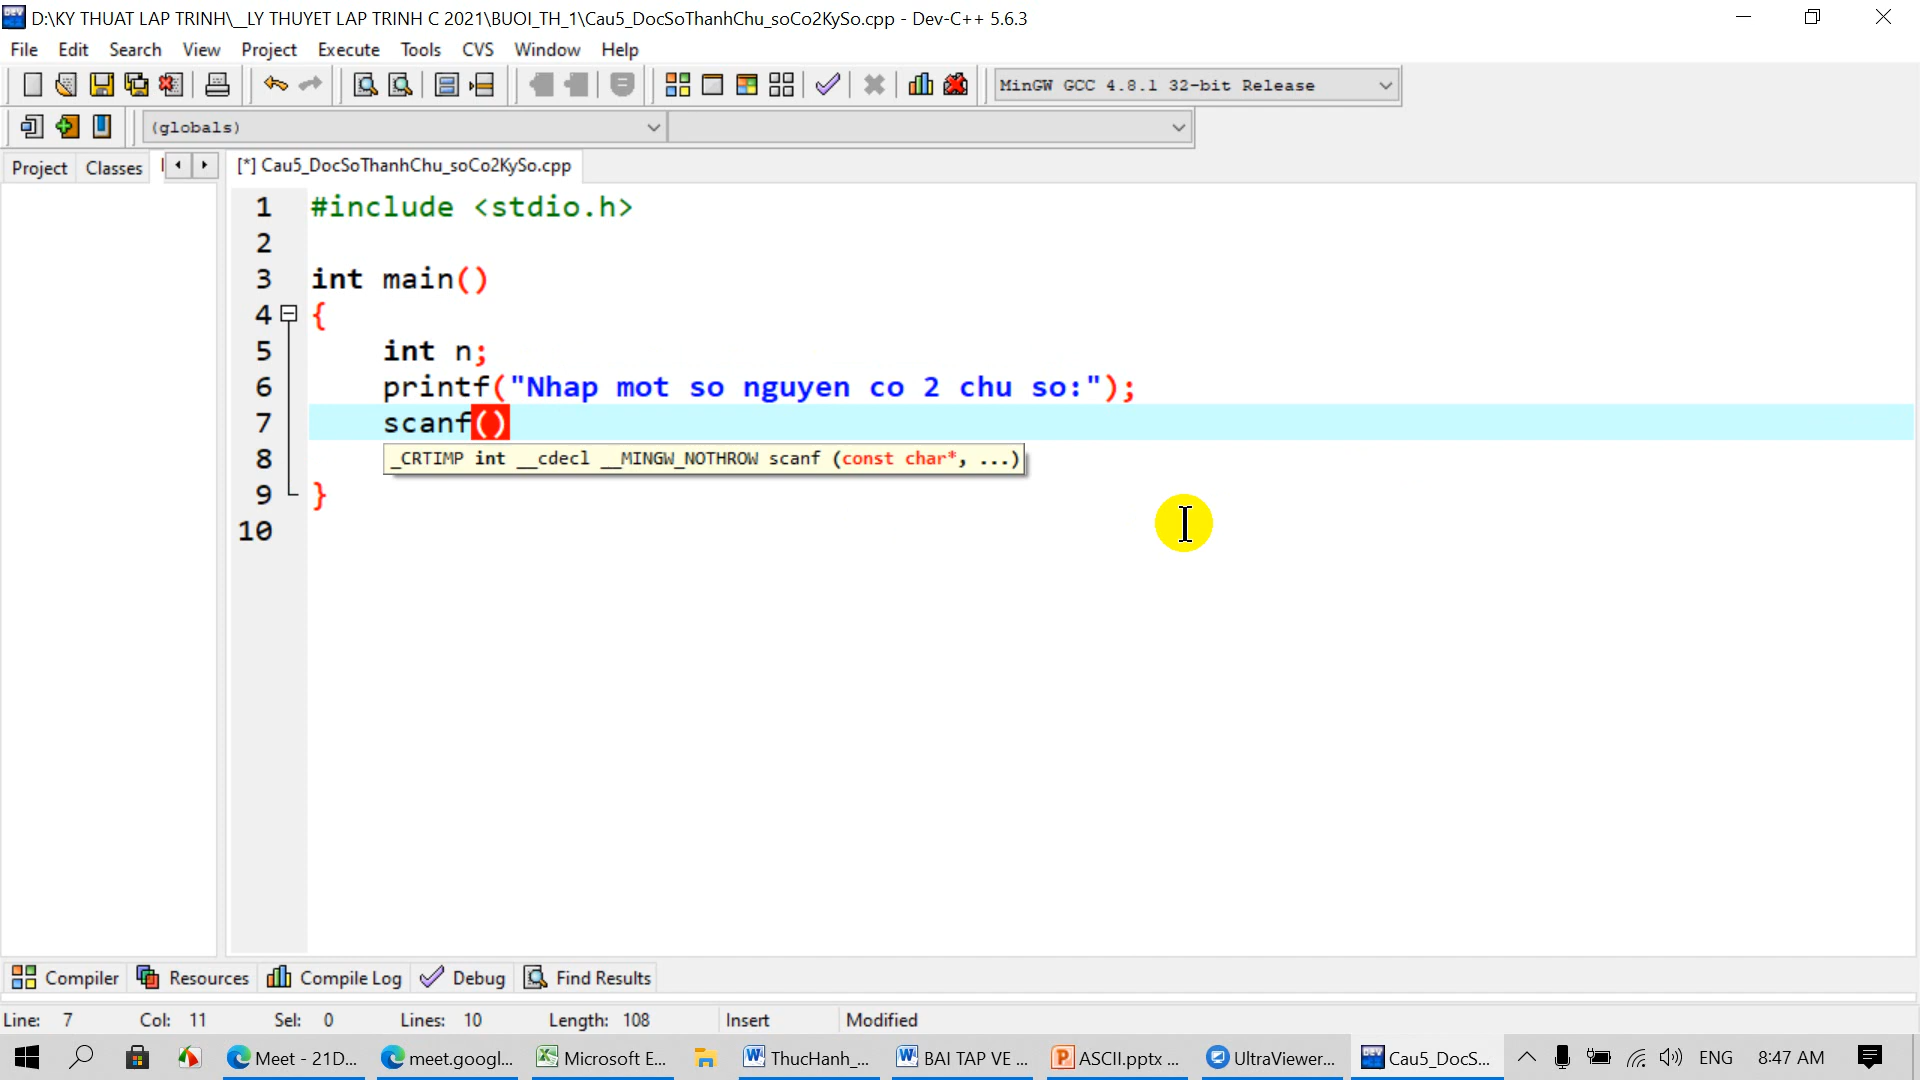 D:\KY THUAT LAP TRINH\__LY THUYET LAP TRINH C 2021\BUOI_TH_1\Cau5_DocSoThanhChu_soCo2KySo.cpp - Dev-C++ 5.6.3
File Edit Search View Project Execute Tools CVS Window Help
MinGW GCC 4.8.1 32-bit Release
(globals)
Project Classes
[*] Cau5_DocSoThanhChu_soCo2KySo.cpp
1 #include <stdio.h>
2
3 int main()
4 {
5 int n;
6 printf("Nhap mot so nguyen co 2 chu so:");
7 scanf()
8 _CRTIMP int __cdecl __MINGW_NOTHROW scanf (const char*, ...)
9 }
10
Compiler Resources Compile Log Debug Find Results
Line: 7 Col: 11 Sel: 0 Lines: 10 Length: 108 Insert Modified
Meet - 21D... meet.googl... Microsoft E... ThucHanh_... BAI TAP VE ... ASCII.pptx ... UltraViewer... Cau5_DocS... ENG 8:47 AM